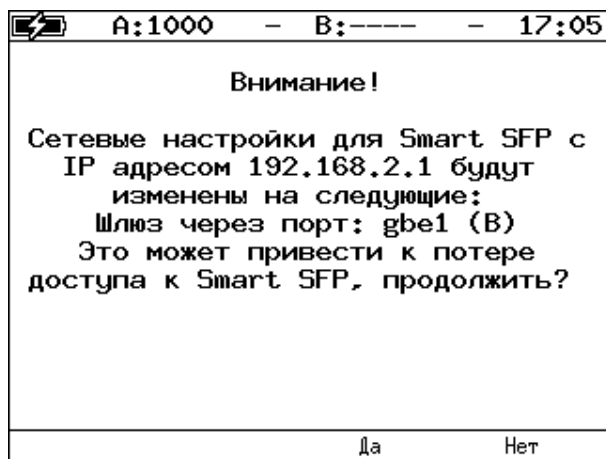 A:1000 – B:---- – 17:05
Внимание!
Сетевые настройки для Smart SFP с
IP адресом 192.168.2.1 будут
изменены на следующие:
Шлюз через порт: gbe1 (B)
Это может привести к потере
доступа к Smart SFP, продолжить?
Да Нет